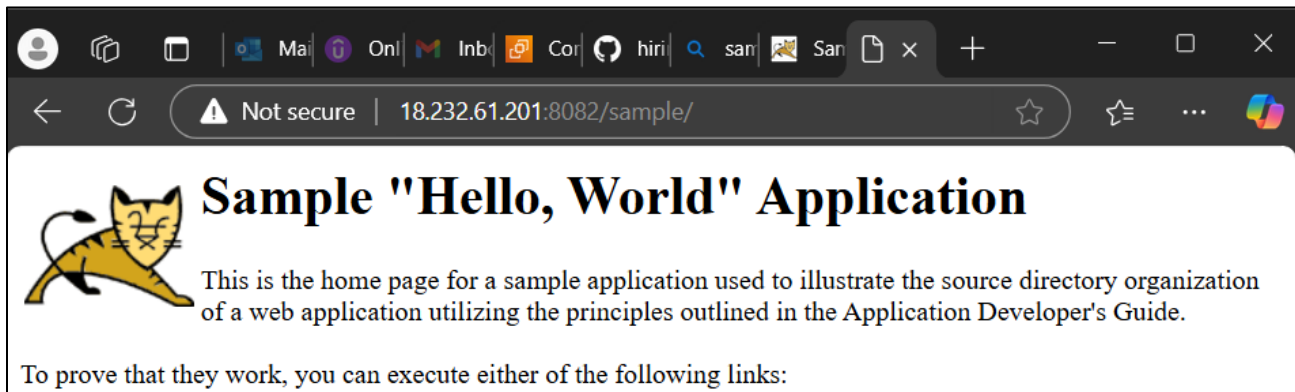 Mai Onl Inbo Cor hiri sam San
Not secure | 18.232.61.201:8082/sample/
Sample "Hello, World" Application
This is the home page for a sample application used to illustrate the source directory organization
of a web application utilizing the principles outlined in the Application Developer's Guide.
To prove that they work, you can execute either of the following links: